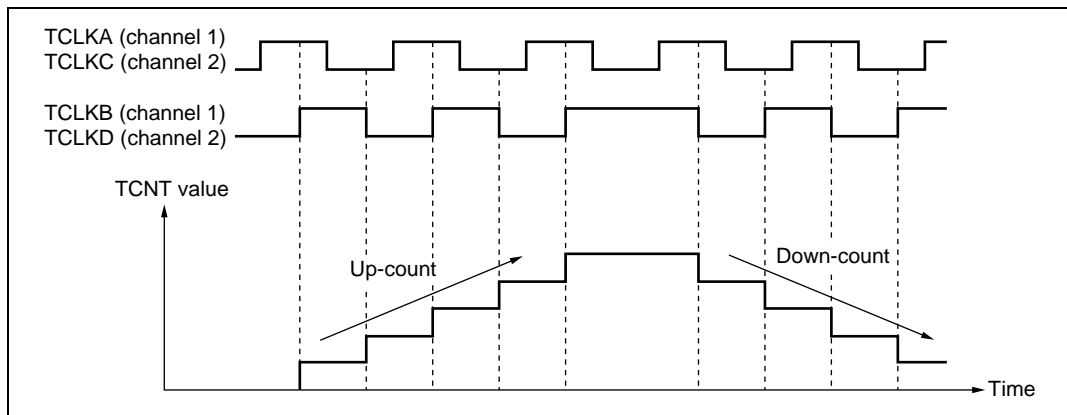 TCLKA (channel 1)
TCLKC (channel 2)
TCLKB (channel 1)
TCLKD (channel 2)
TCNT value
Up-count
Down-count
Time